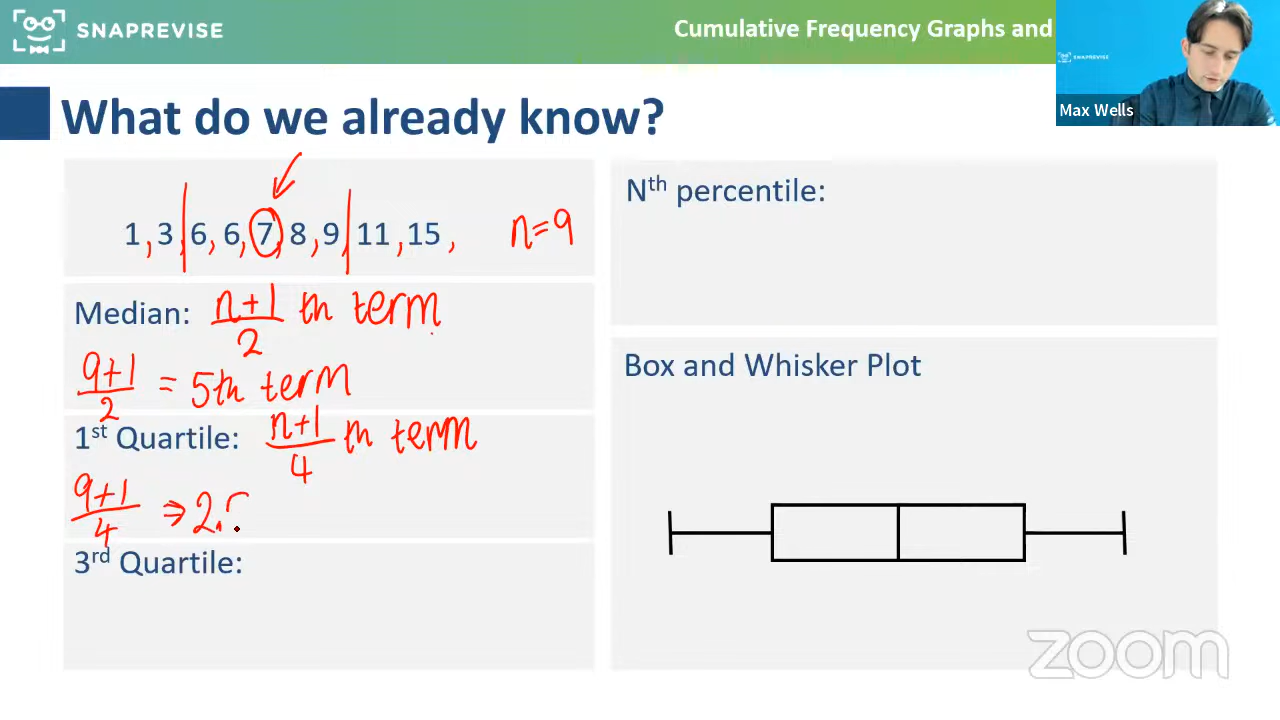 SNAPREVISE
Cumulative Frequency Graphs and
SNAPREVISE
Max Wells
What do we already know?
1, 3, 6, 6, 7, 8, 9, 11, 15, n=9
Median: n+1/2 th term
9+1/2 = 5th term
1st Quartile: n+1/4 th term
9+1/4 ⇒ 2.
3rd Quartile:
Nth percentile:
Box and Whisker Plot
zoom